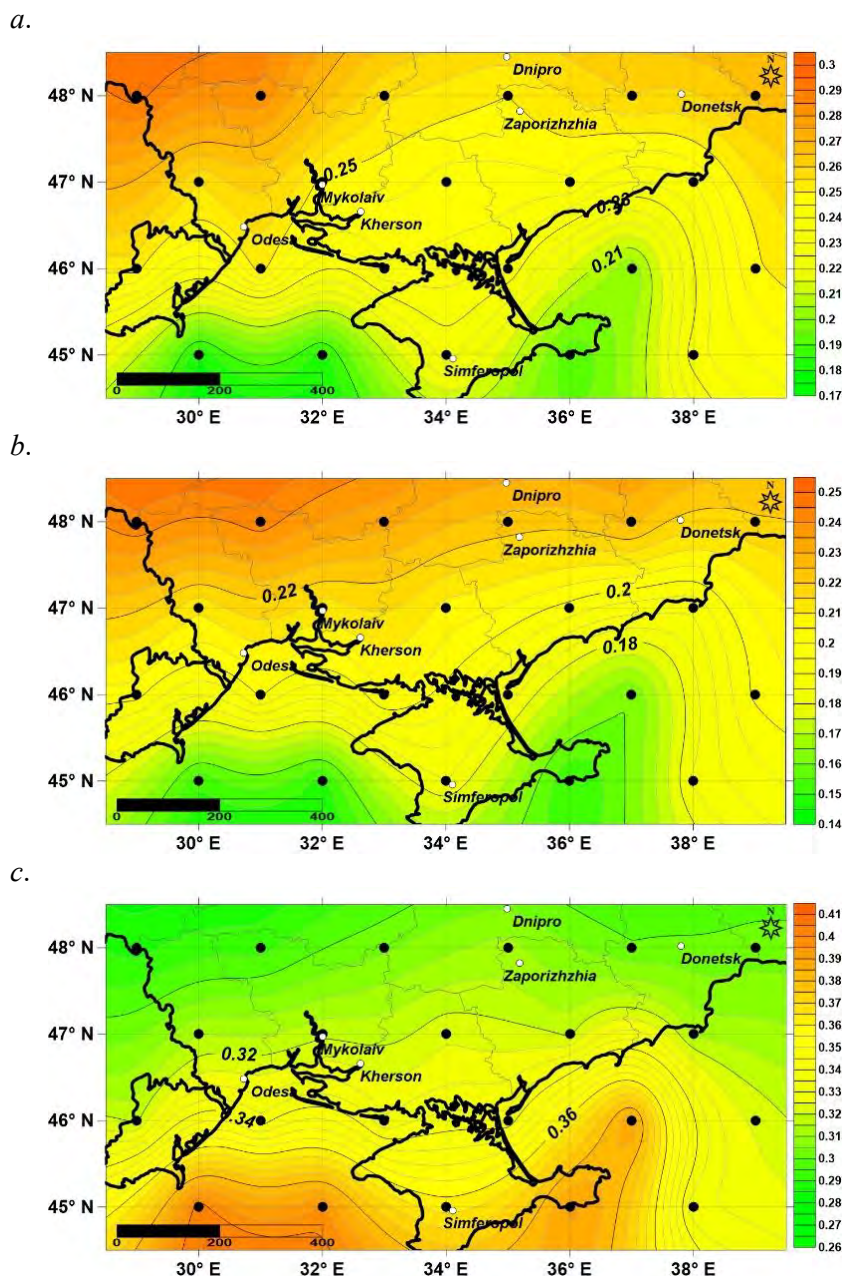 a.
N
0.3
Dnipro
0.29
48° N
Donetsk
0.28
Zaporizhzhia
0.27
0.25
0.26
47° N
Mykolaiv
0.25
Kherson
0.24
Odes
0.23
46° N
0.21
0.22
0.21
0.2
45° N
0.19
Simferopol
0.18
0 200 400
0.17
30° E 32° E 34° E 36° E 38° E
b.
N
0.25
Dnipro
0.24
48° N
Donetsk
0.23
Zaporizhzhia
0.22
0.22
0.2
0.21
47° N
Mykolaiv
0.2
Kherson
0.18
Odes
0.19
46° N
0.18
0.17
0.16
45° N
Simferopol
0.15
0 200 400
0.14
30° E 32° E 34° E 36° E 38° E
c.
N
0.41
Dnipro
0.4
48° N
Donetsk
0.39
Zaporizhzhia
0.38
0.37
47° N
0.36
0.32
Mykolaiv
0.35
Kherson
0.34
Odes
0.33
46° N
.34
0.36
0.32
0.31
0.3
45° N
0.29
Simferopol
0.28
0.27
0 200 400
0.26
30° E 32° E 34° E 36° E 38° E